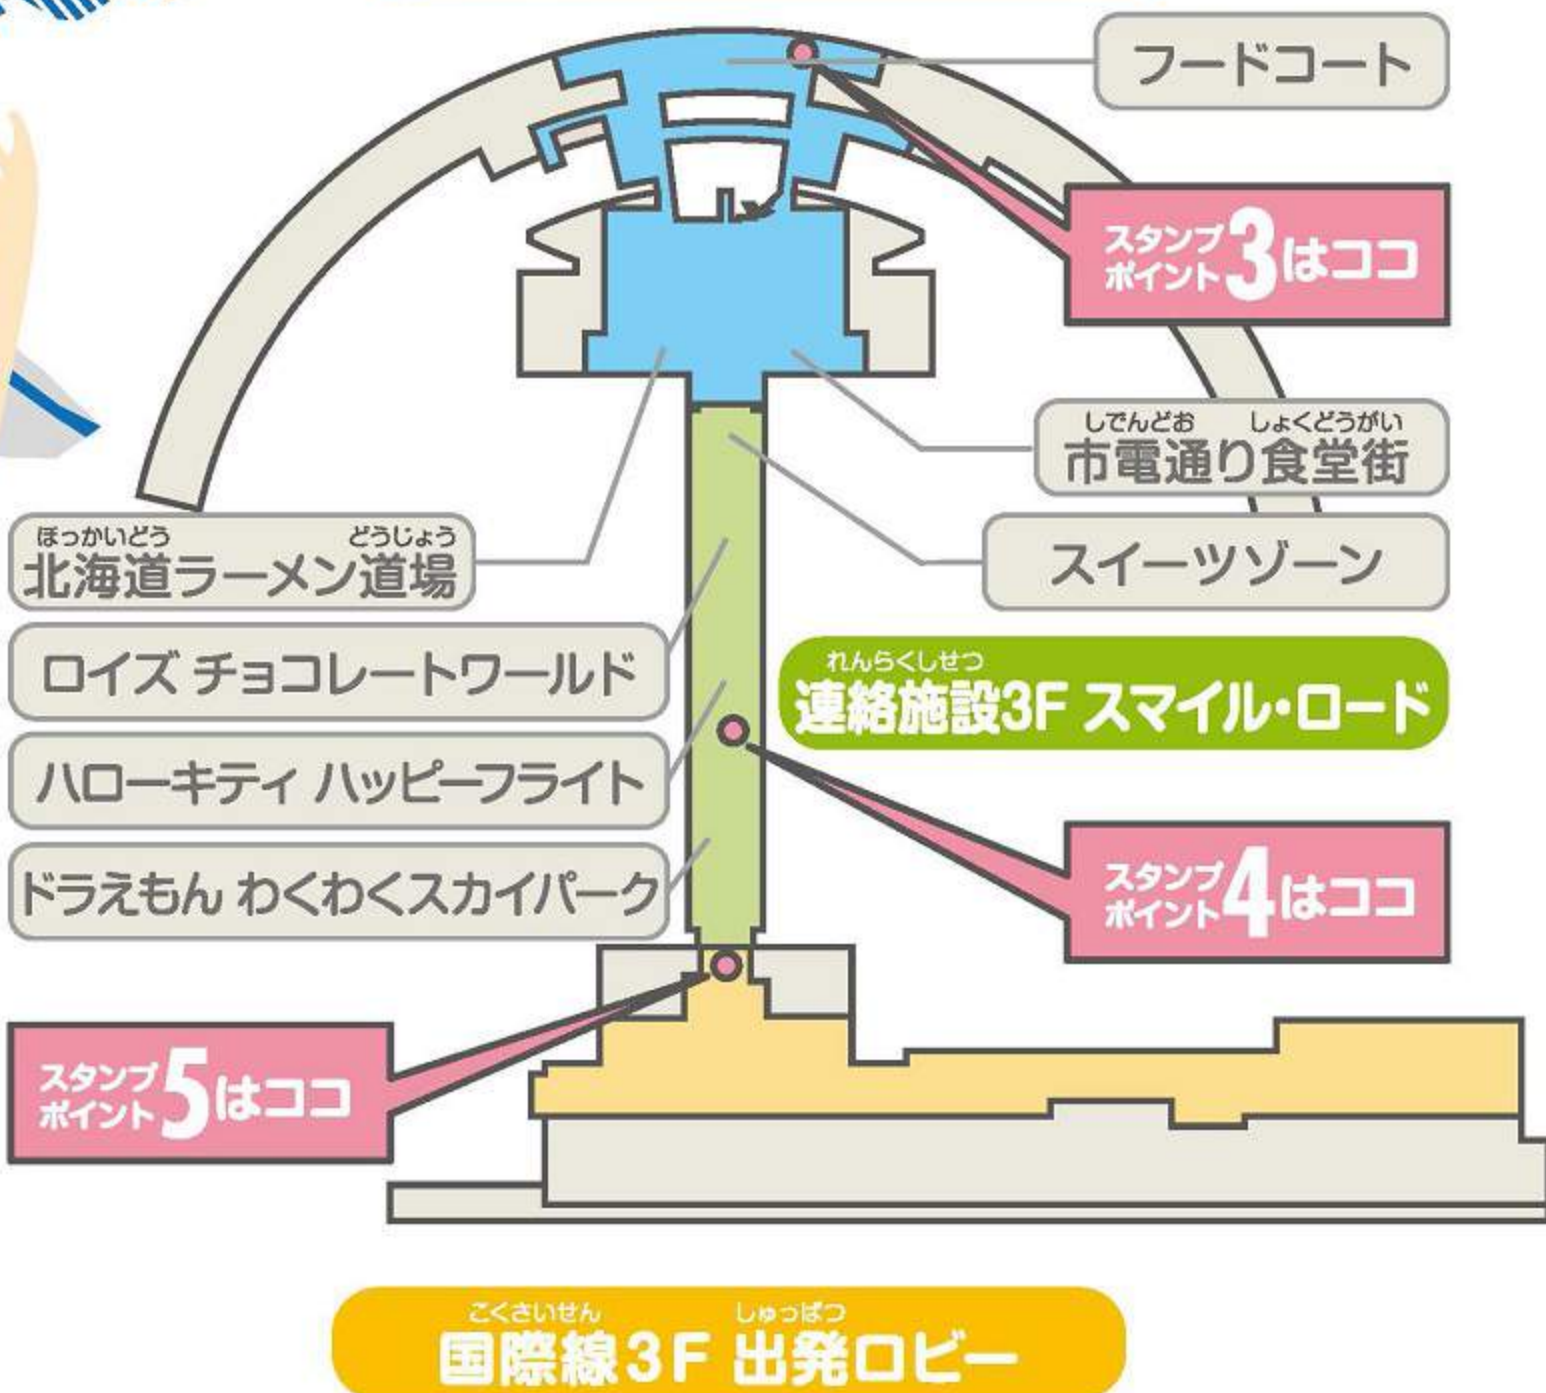 フードコート
スタンプ
ポイント3はココ
しでんどお しょくどうがい
市電通り食堂街
ほっかいどう どうじょう
北海道ラーメン道場
スイーツゾーン
ロイズ チョコレートワールド
れんらくしせつ
連絡施設3F スマイル・ロード
ハローキティ ハッピーフライト
ドラえもん わくわくスカイパーク
スタンプ
ポイント4はココ
スタンプ
ポイント5はココ
こくさいせん しゅっぱつ
国際線3F 出発ロビー